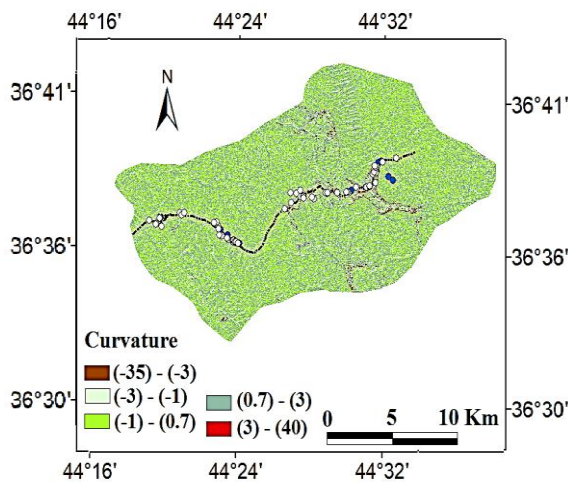 44°16' 44°24' 44°32'
36°41' 36°41'
N
36°36' 36°36'
Curvature
(-35) - (-3)
(-3) - (-1) (0.7) - (3)
(-1) - (0.7) (3) - (40)
0 5 10 Km
36°30' 36°30'
44°16' 44°24' 44°32'